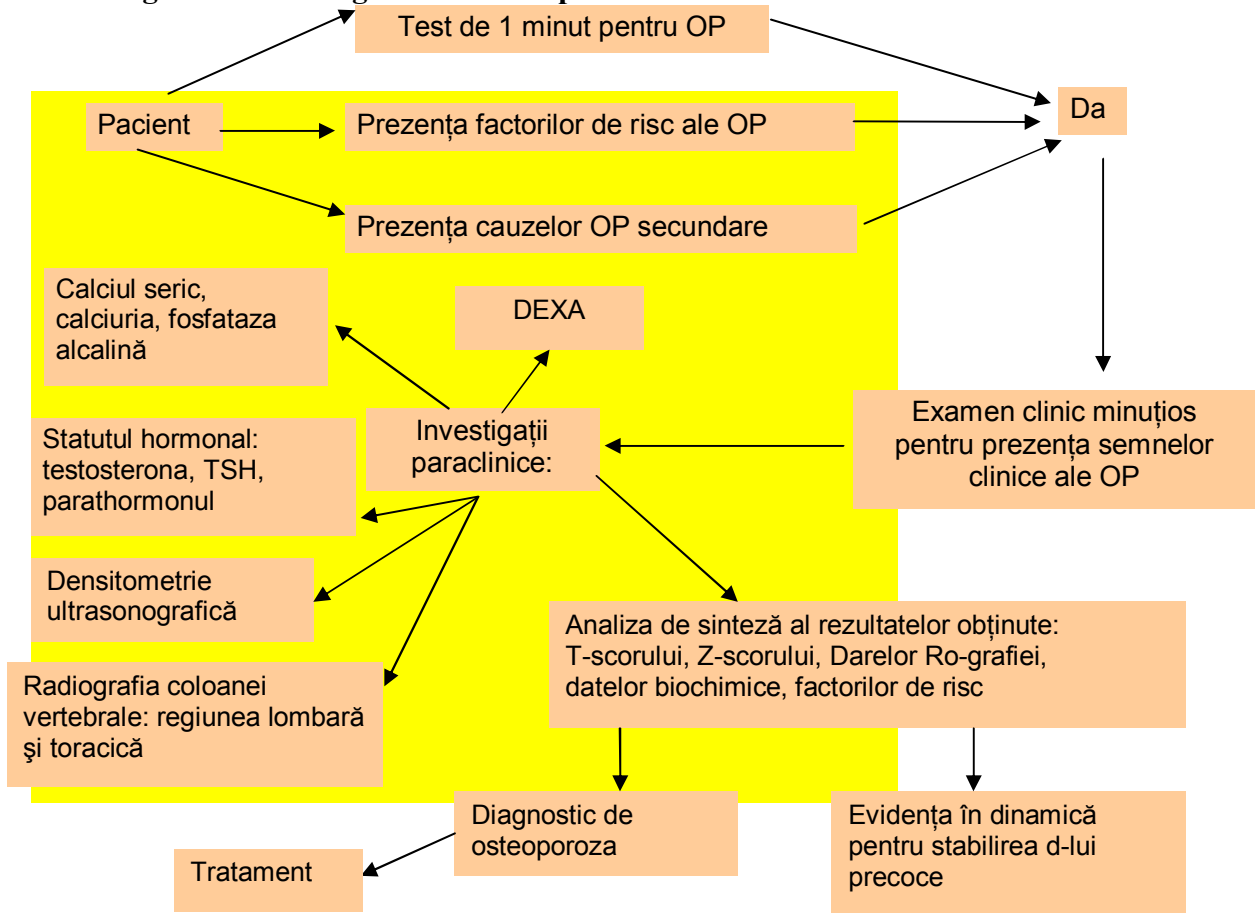 Test de 1 minut pentru OP
Pacient
Prezența factorilor de risc ale OP
Da
Prezența cauzelor OP secundare
Calciul seric,
calciuria, fosfataza
alcalină
DEXA
Statutul hormonal:
testosterona, TSH,
parathormonul
Investigații
paraclinice:
Examen clinic minuțios
pentru prezența semnelor
clinice ale OP
Densitometrie
ultrasonografică
Analiza de sinteză al rezultatelor obținute:
T-scorului, Z-scorului, Darelor Ro-grafiei,
datelor biochimice, factorilor de risc
Radiografia coloanei
vertebrale: regiunea lombară
şi toracică
Diagnostic de
osteoporoza
Evidența în dinamică
pentru stabilirea d-lui
precoce
Tratament